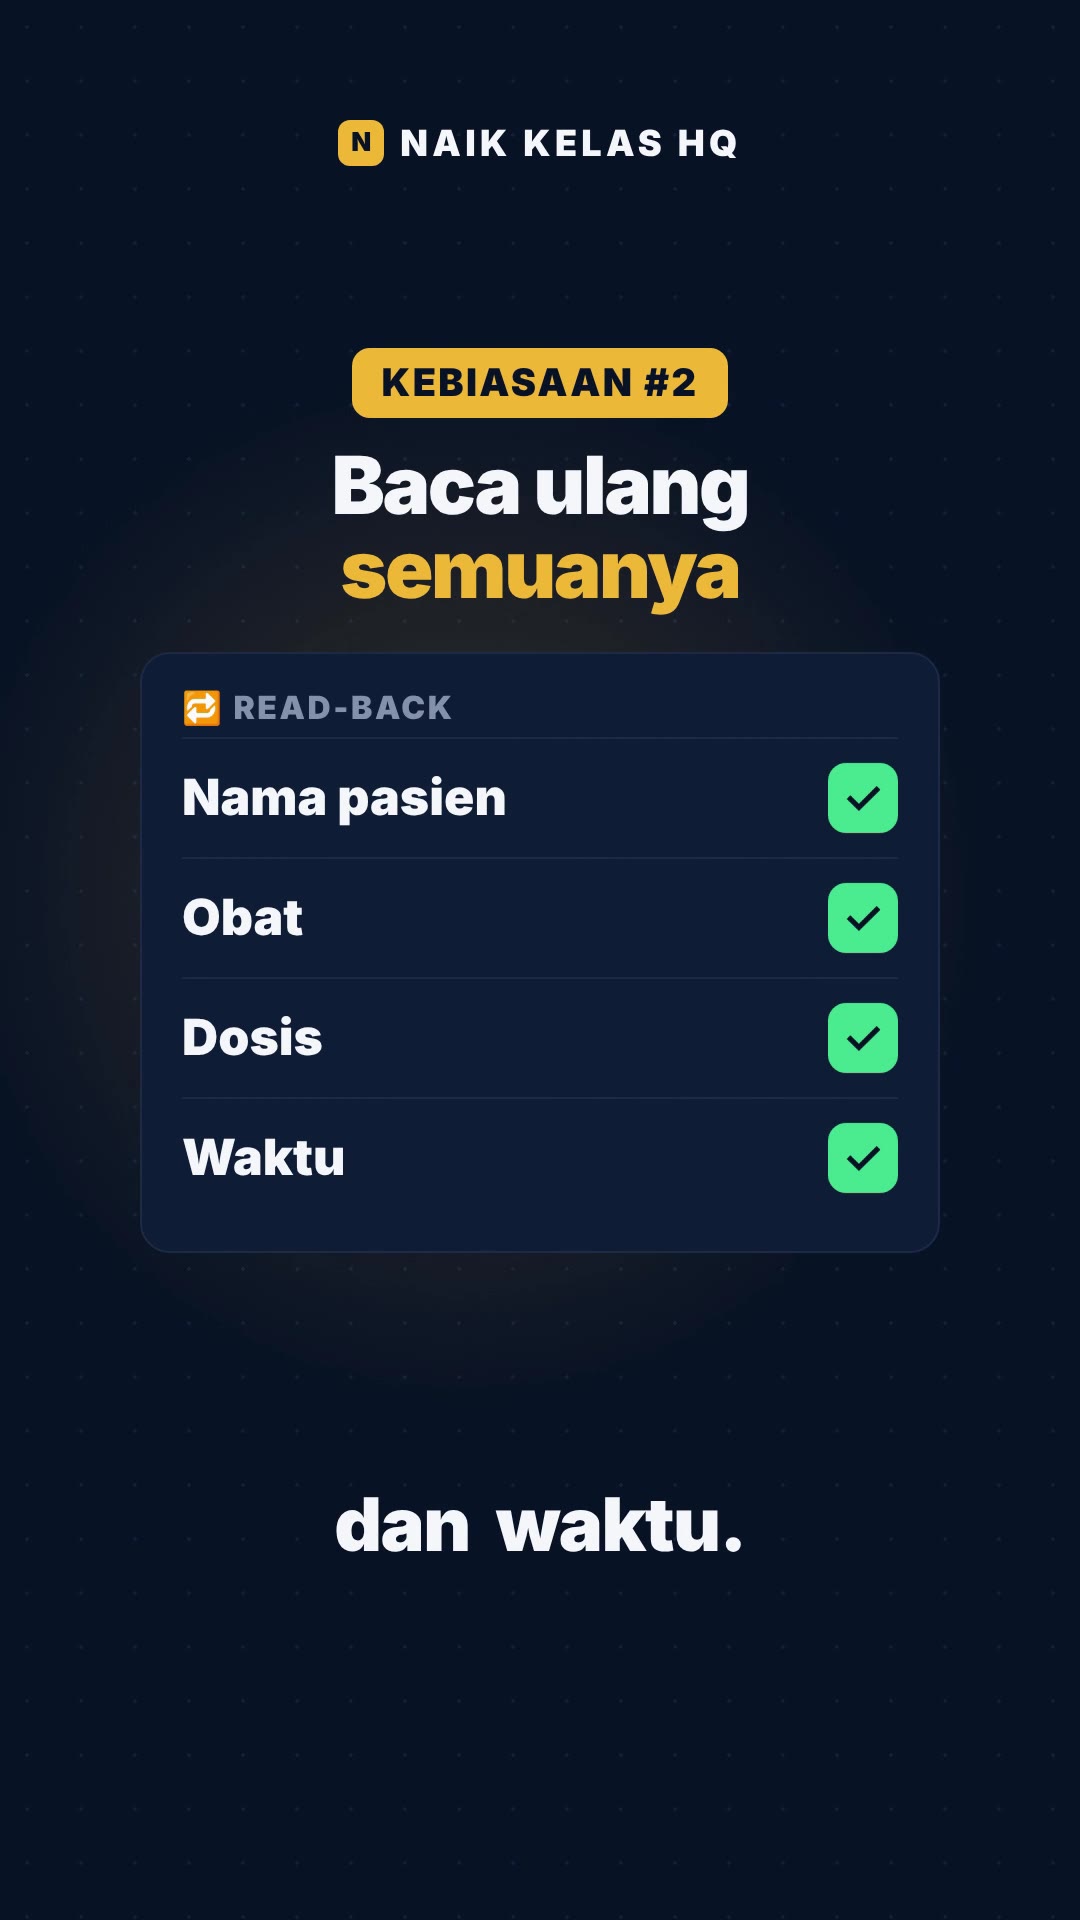 N NAIK KELAS HQ
KEBIASAAN #2
Baca ulang
semuanya
🔁 READ-BACK
Nama pasien
Obat
Dosis
Waktu
dan waktu.